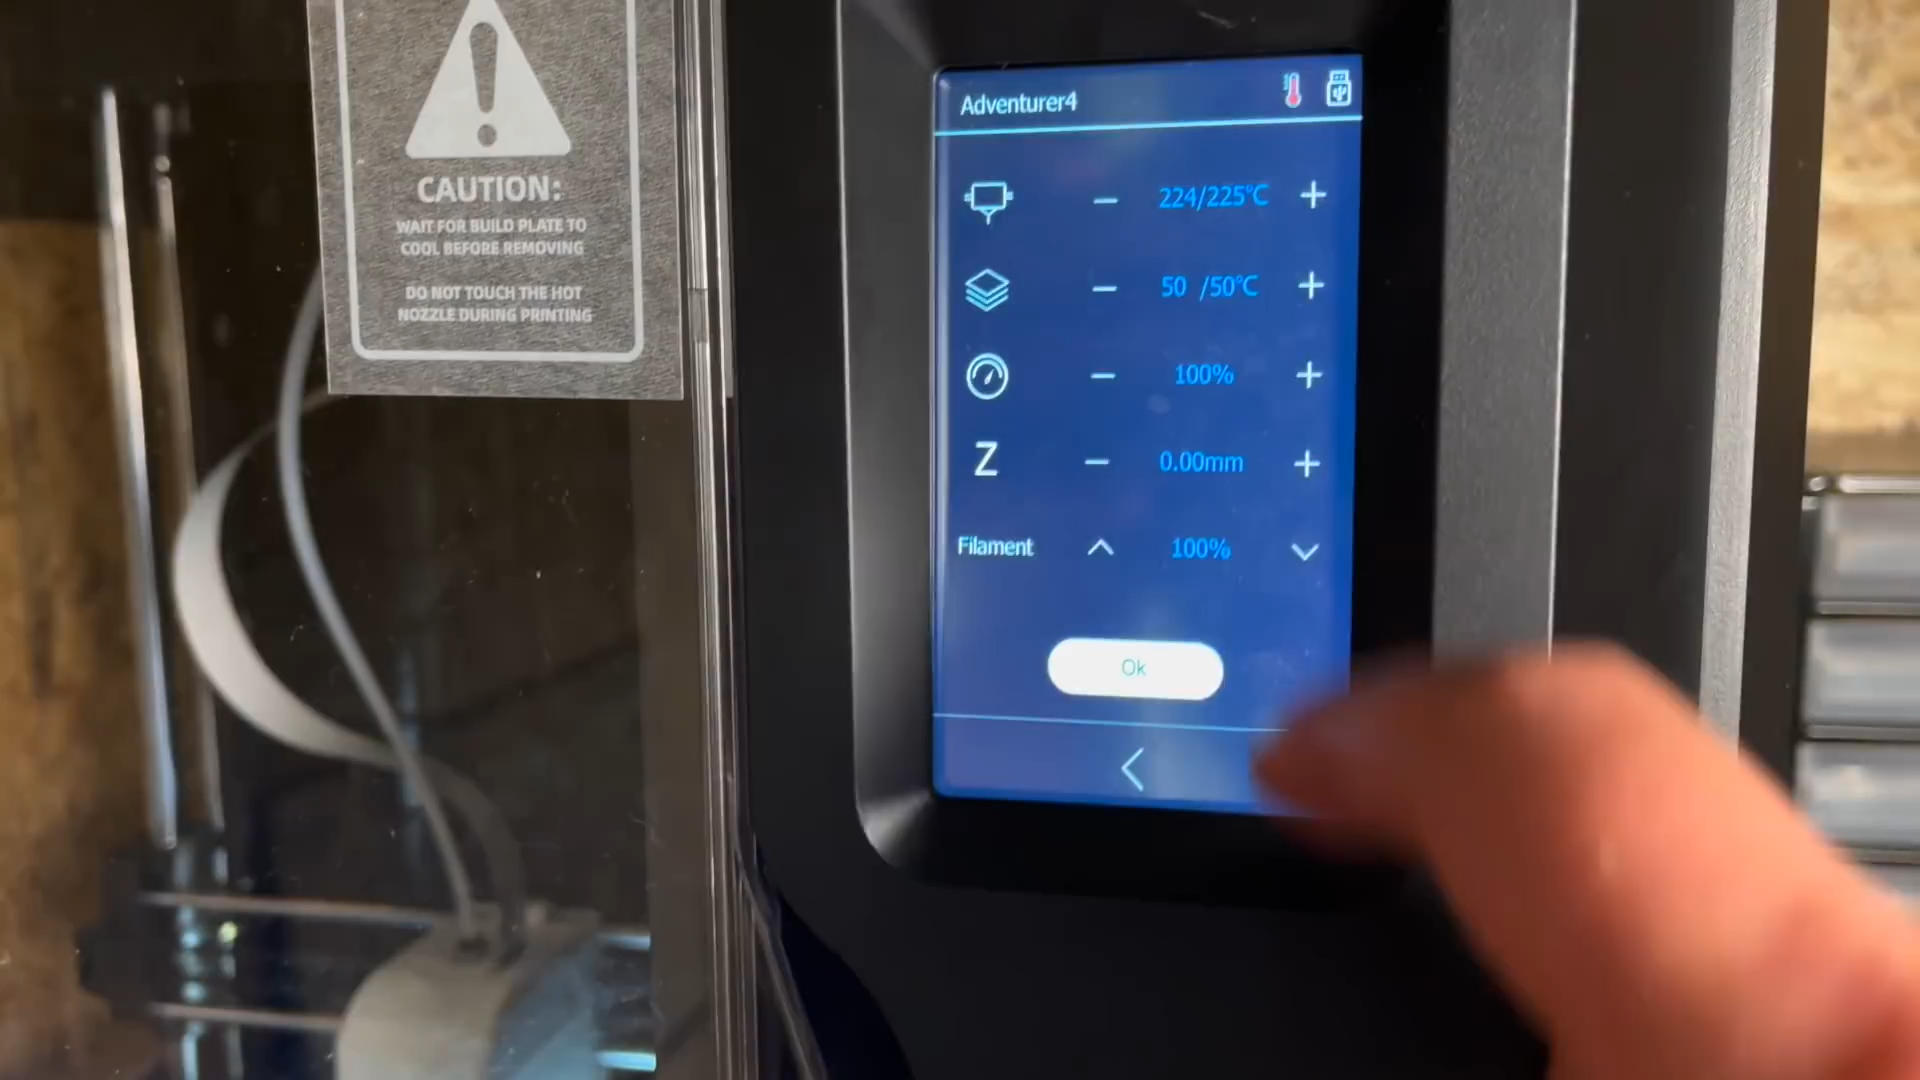 CAUTION:
WAIT FOR BUILD PLATE TO
COOL BEFORE REMOVING
DO NOT TOUCH THE HOT
NOZZLE DURING PRINTING
Adventurer4
− 224/225℃ +
− 50 /50℃ +
− 100% +
Z − 0.00mm +
Filament 100%
Ok